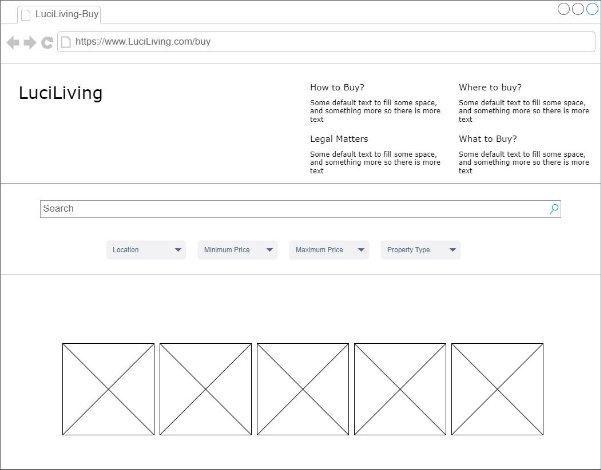 LuciLiving-Buy
https://www.LuciLiving.com/buy
LuciLiving
How to Buy?
Some default text to fill some space,
and something more so there is more
text
Where to buy?
Some default text to fill some space,
and something more so there is more
text
Legal Matters
Some default text to fill some space,
and something more so there is more
text
What to Buy?
Some default text to fill some space,
and something more so there is more
text
Search
Location
Minimum Price
Maximum Price
Property Type